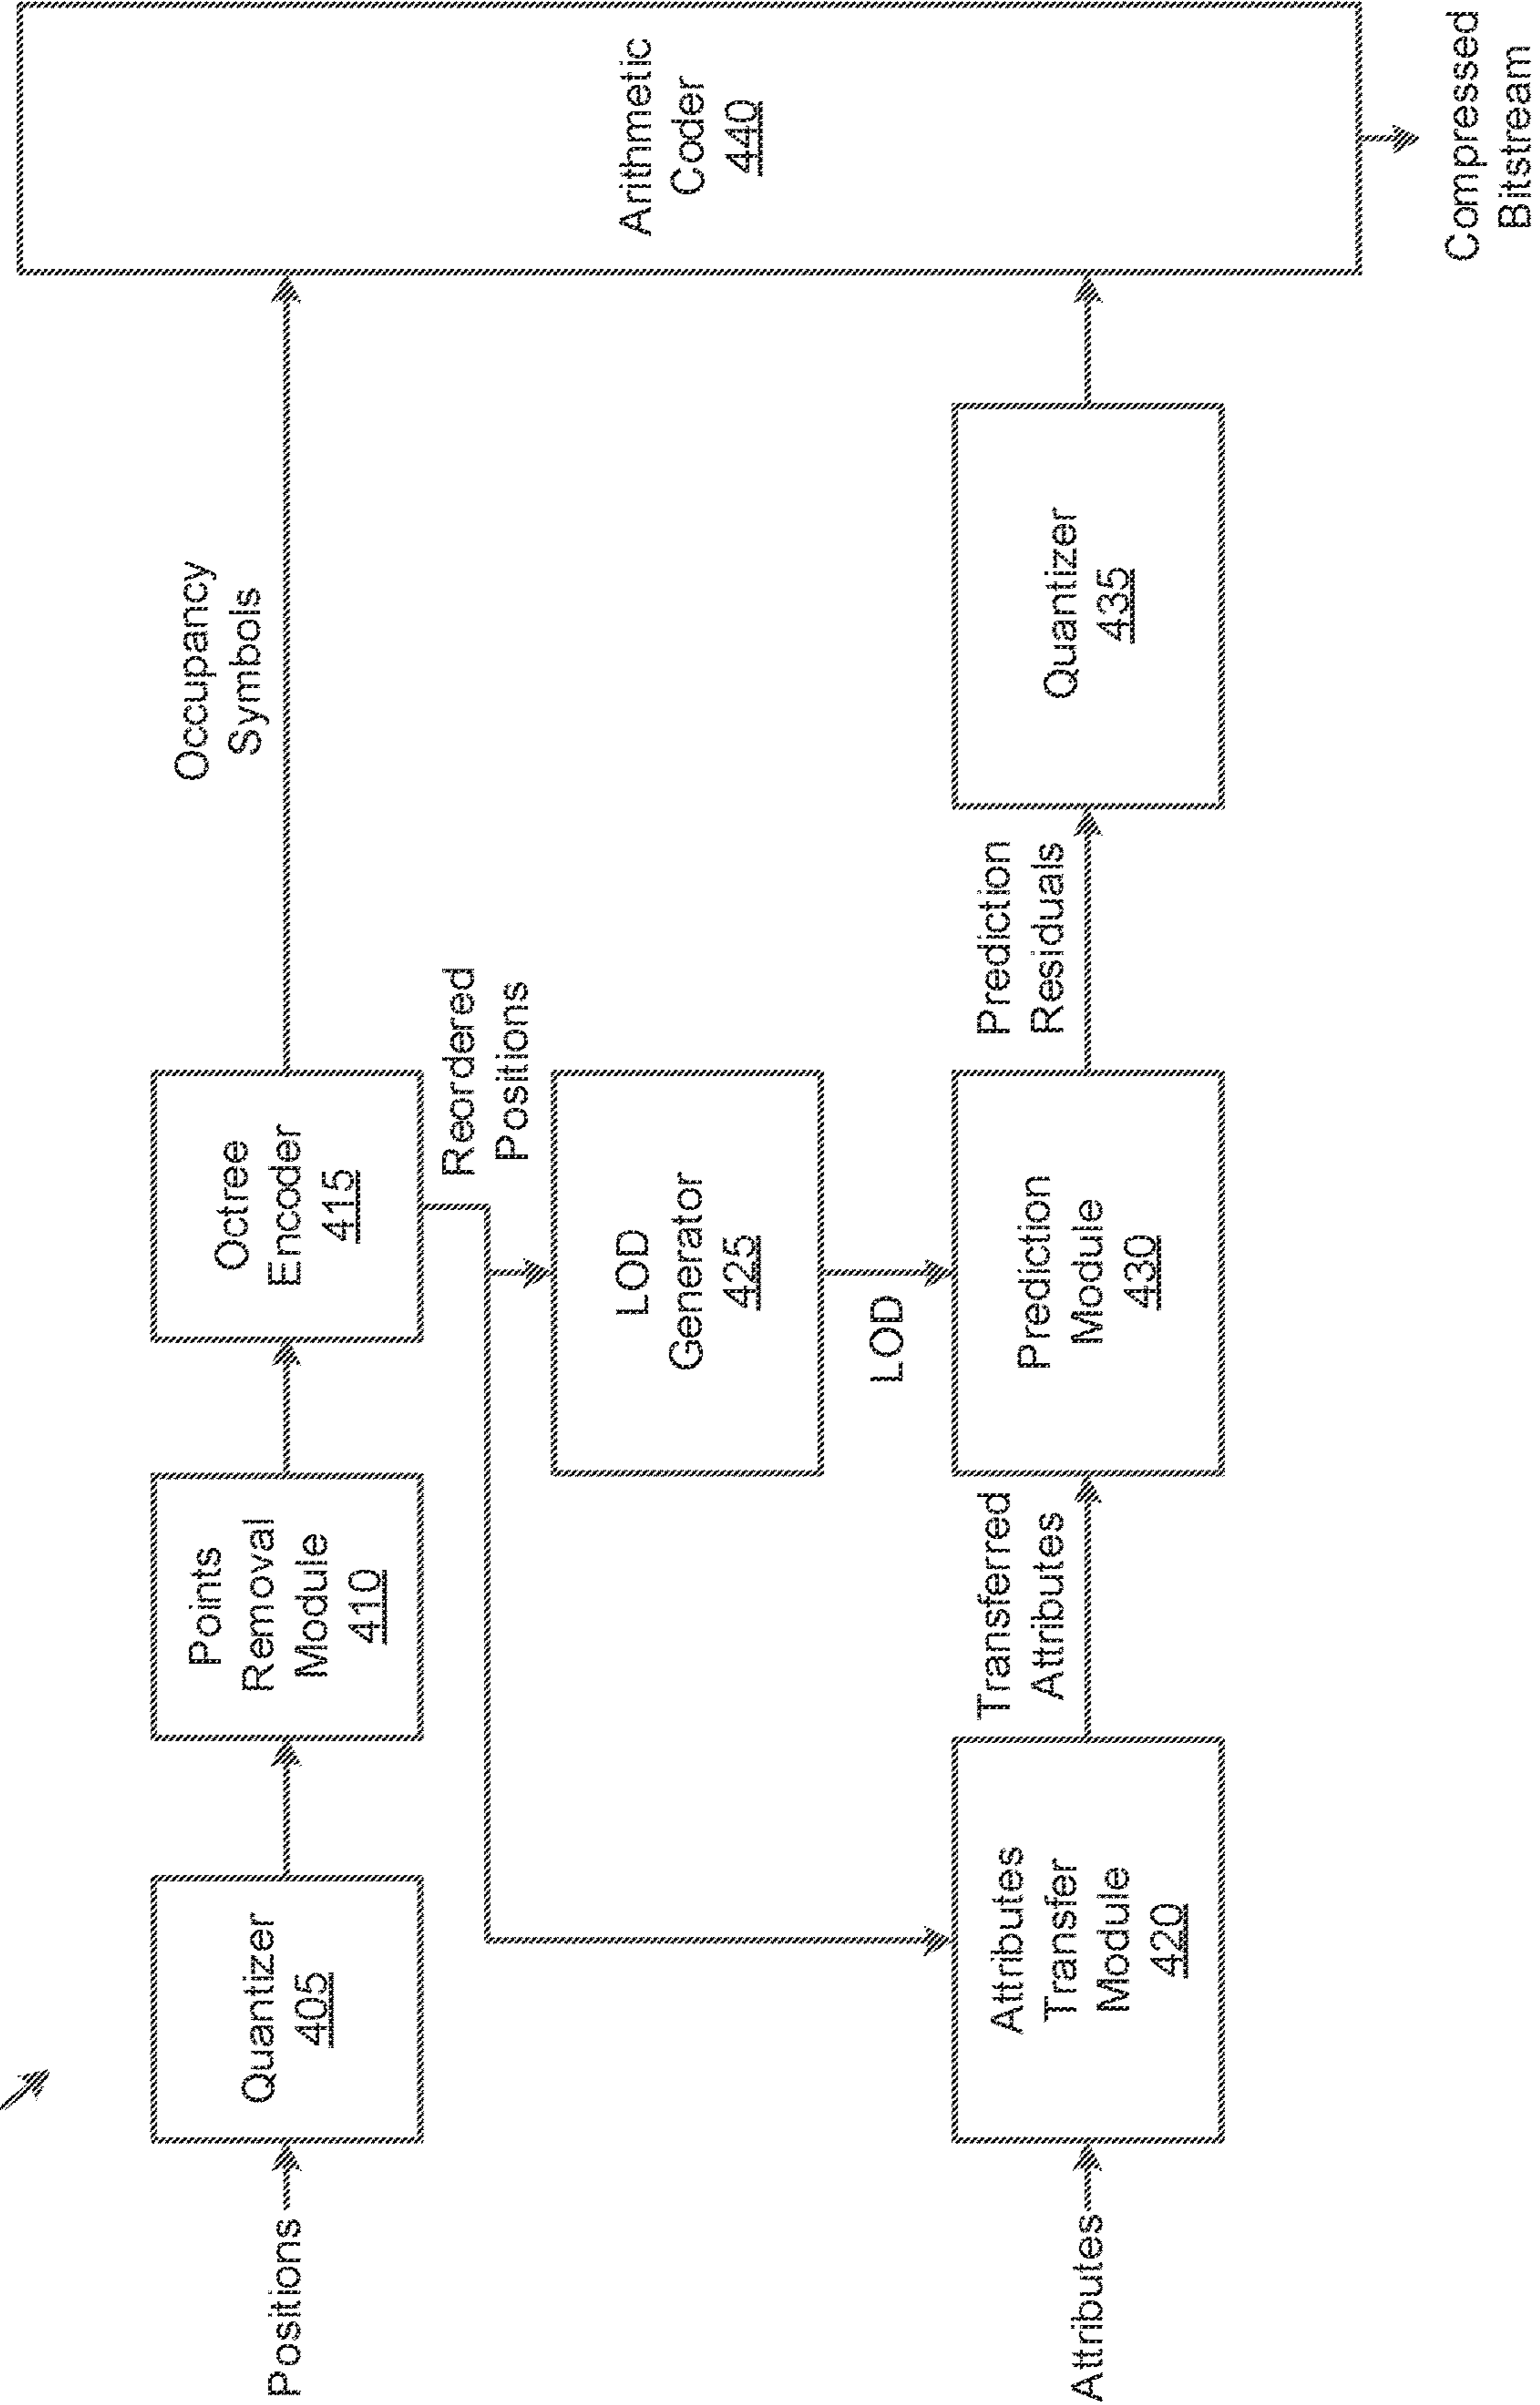 Positions
Quantizer
405
Points
Removal
Module
410
Octree
Encoder
415
Occupancy
Symbols
Reordered
Positions
LOD
Generator
425
LOD
Attributes
Attributes
Transfer
Module
420
Transferred
Attributes
Prediction
Module
430
Prediction
Residuals
Quantizer
435
Arithmetic
Coder
440
Compressed
Bitstream